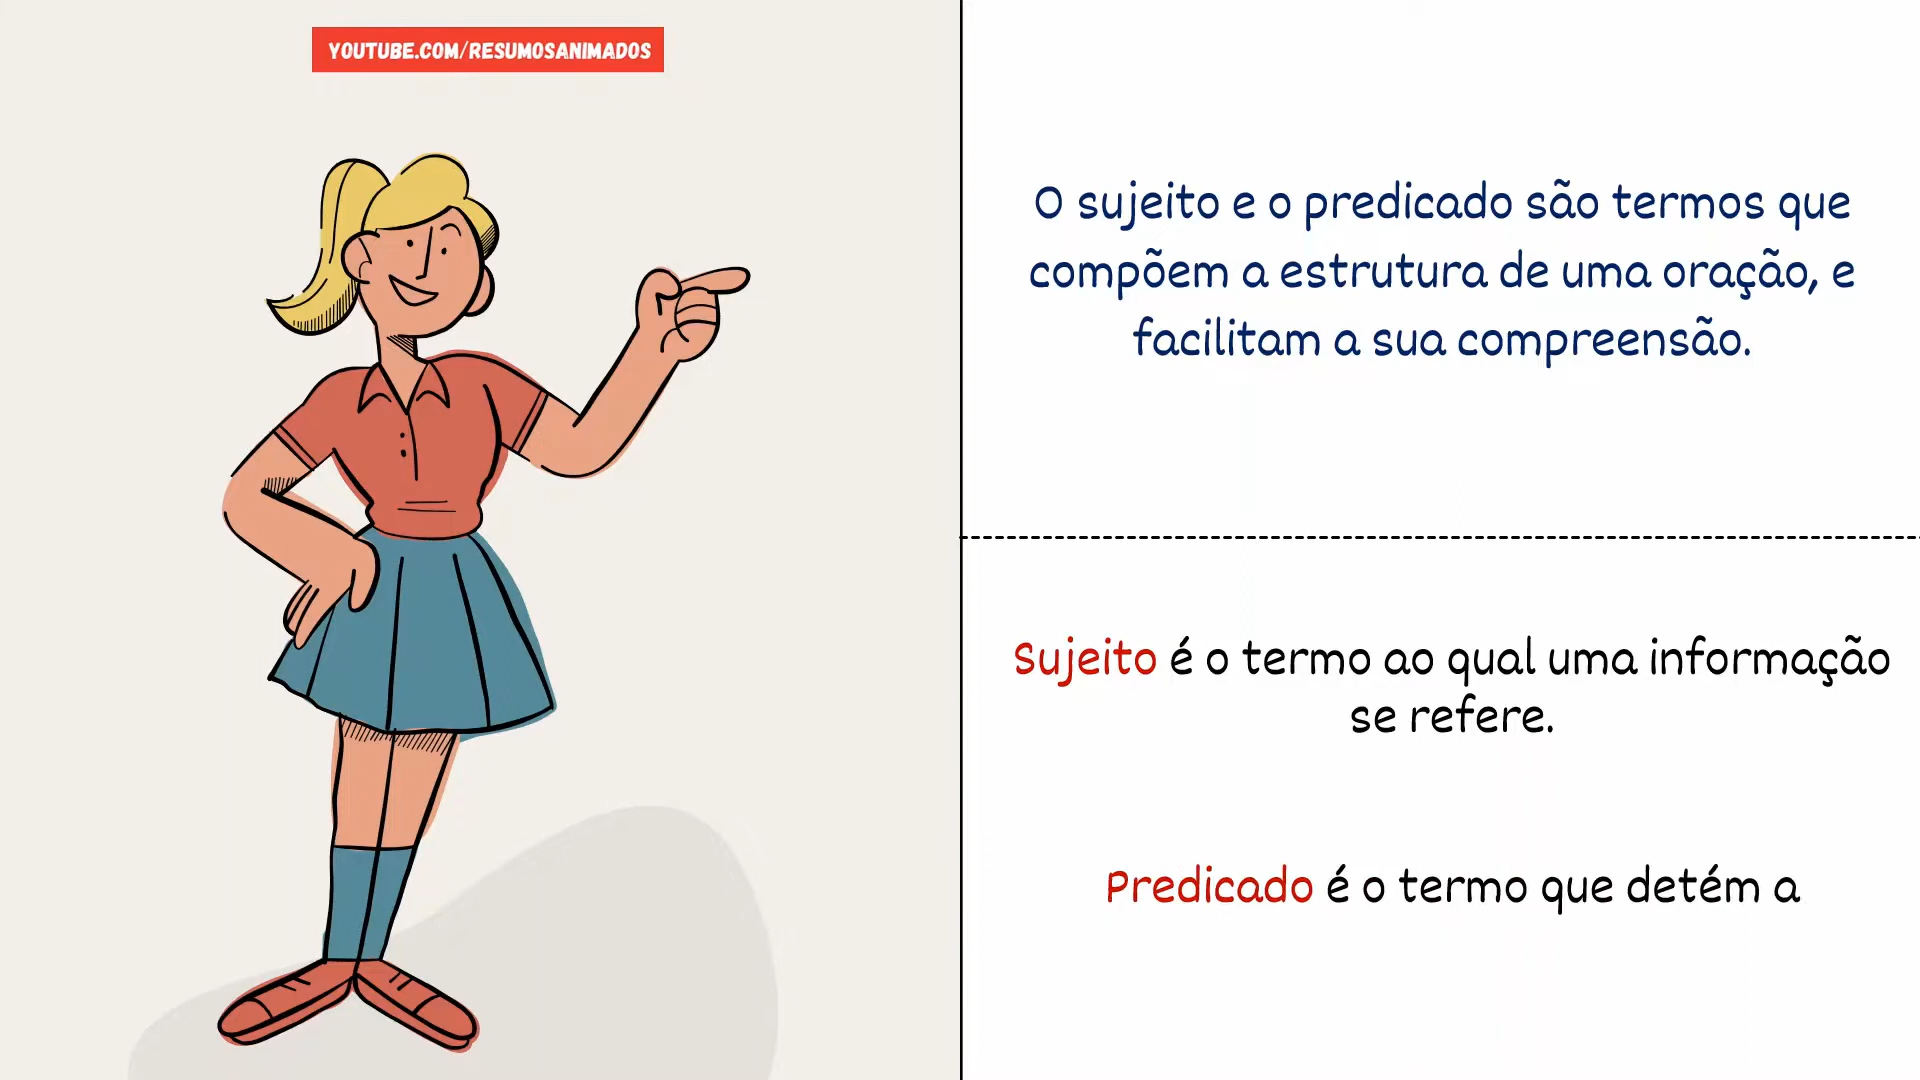 YOUTUBE.COM/RESUMOSANIMADOS
O sujeito e o predicado são termos que
compõem a estrutura de uma oração, e
facilitam a sua compreensão.
Sujeito é o termo ao qual uma informação
se refere.
Predicado é o termo que detém a